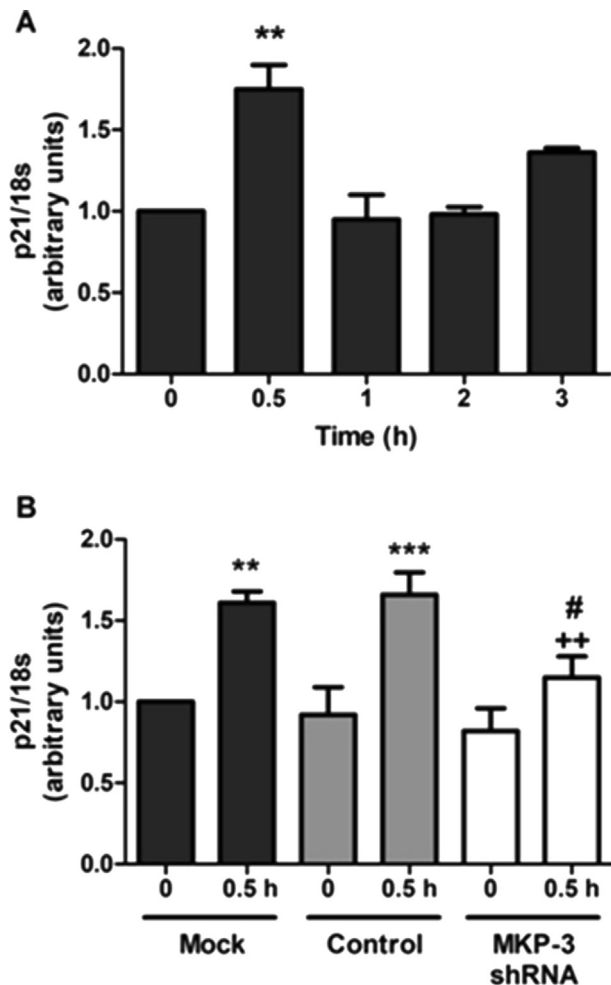 A
p21/18s
(arbitrary units)
2.0
1.5
1.0
0.5
0.0
**
0 0.5 1 2 3
Time (h)
B
p21/18s
(arbitrary units)
2.0
1.5
1.0
0.5
0.0
**
***
#
++
0 0.5 h 0 0.5 h 0 0.5 h
Mock Control MKP-3
shRNA